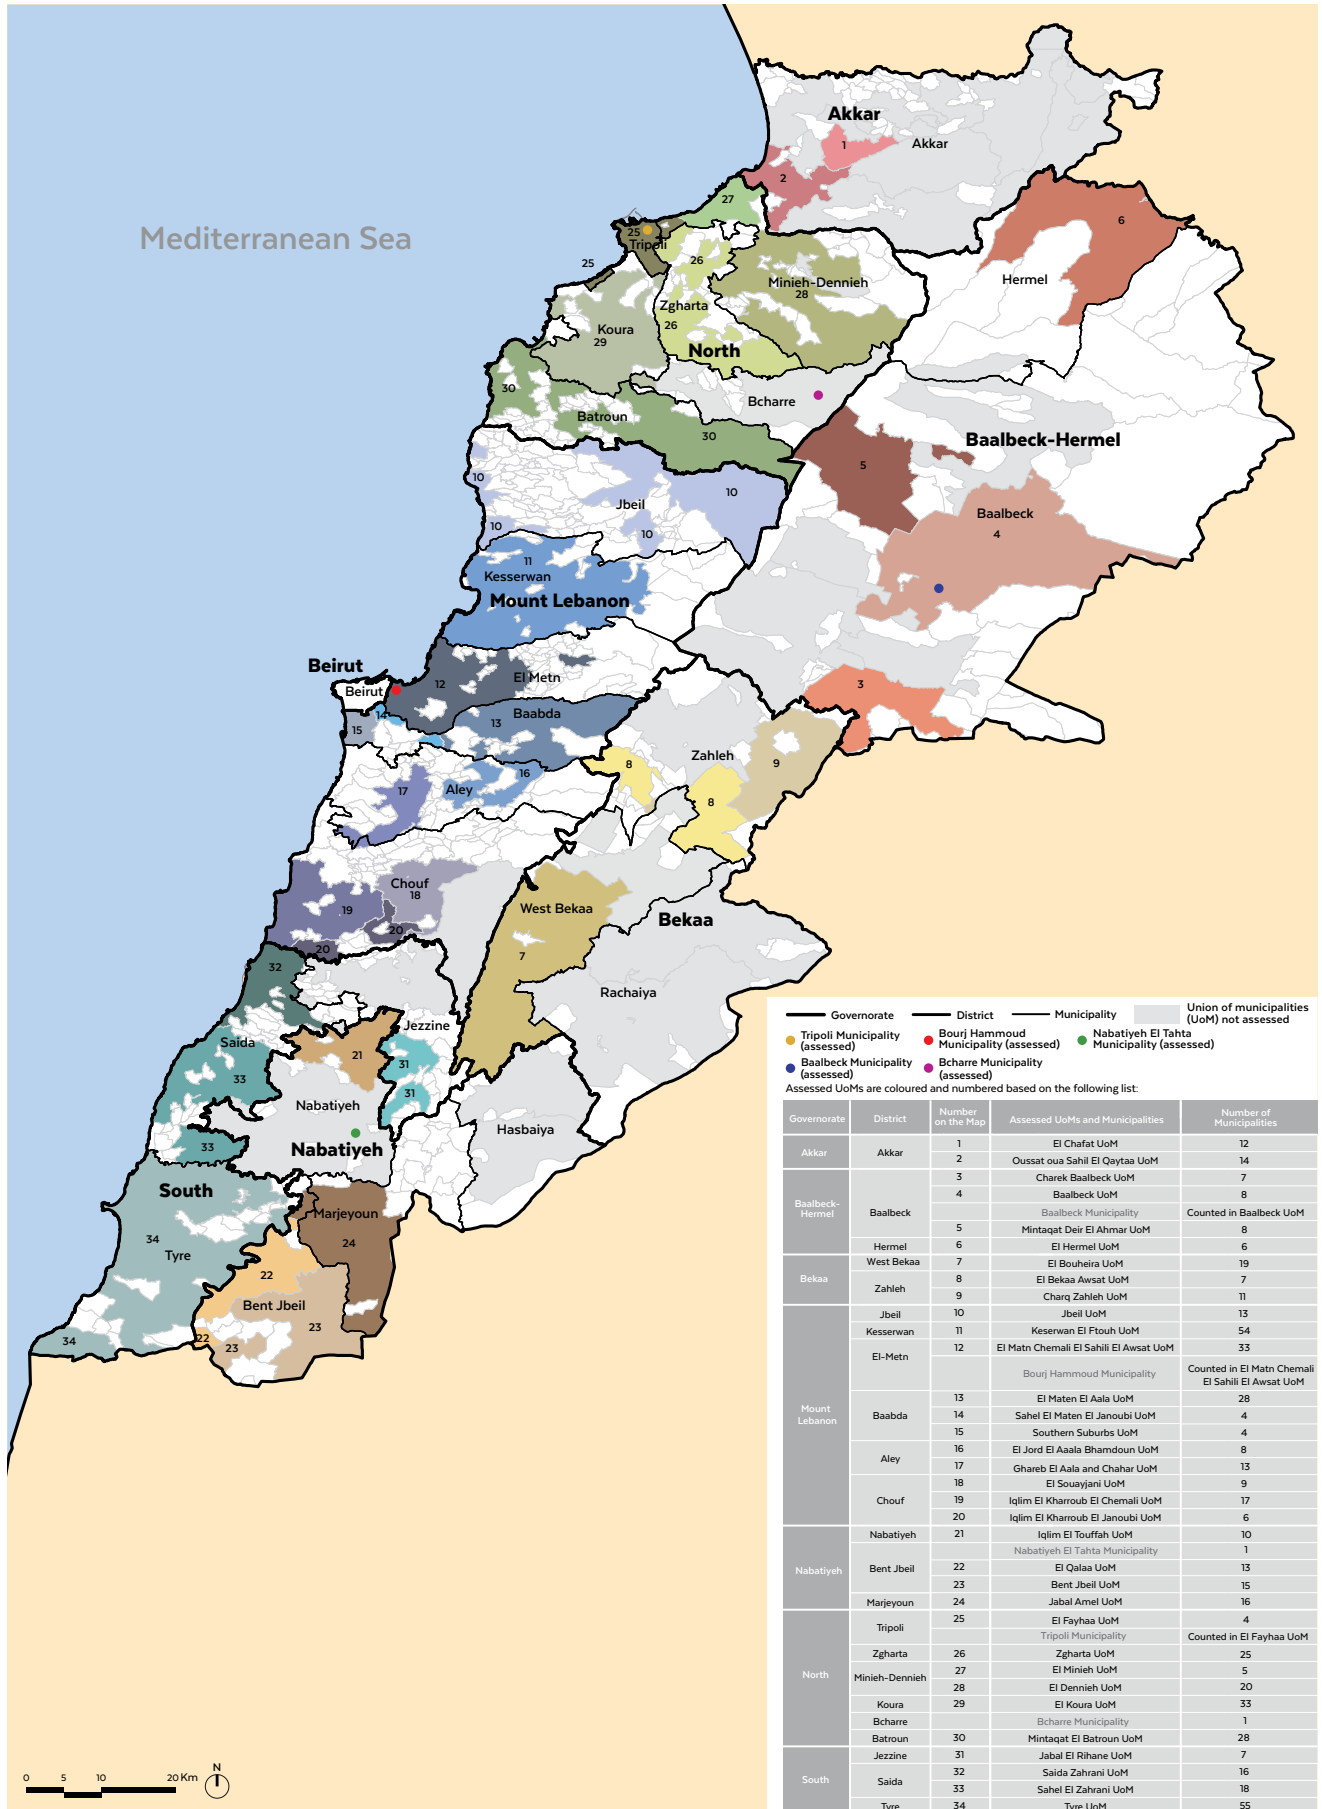 Mediterranean Sea
Akkar
1
Akkar
2
27
6
25
Tripoli
26
25
Minieh-Dennieh
28
Hermel
Zgharta
26
Koura
29
North
30
Bcharre
Batroun
30
Baalbeck-Hermel
5
10
10
Jbeil
10
10
Baalbeck
4
11
Kesserwan
Mount Lebanon
Beirut
Beirut
12
El Metn
3
14
15
13
Baabda
Zahleh
8
9
16
17
Aley
8
Chouf
18
19
20
20
West Bekaa
Bekaa
7
32
Rachaiya
Jezzine
Saida
21
31
33
31
Nabatiyeh
Hasbaiya
33
Nabatiyeh
South
Marjeyoun
34
Tyre
24
22
Bent Jbeil
23
22
23
34
Governorate
District
Municipality
Union of municipalities
(UoM) not assessed
Tripoli Municipality
(assessed)
Bourj Hammoud
Municipality (assessed)
Nabatiyeh El Tahta
Municipality (assessed)
Baalbeck Municipality
(assessed)
Bcharre Municipality
(assessed)
Assessed UoMs are coloured and numbered based on the following list:
Governorate District Number on the Map Assessed UoMs and Municipalities Number of Municipalities
Akkar Akkar 1 El Chafat UoM 12
2 Oussat oua Sahil El Qaytaa UoM 14
Baalbeck-Hermel Baalbeck 3 Charek Baalbeck UoM 7
4 Baalbeck UoM 8
Baalbeck Municipality Counted in Baalbeck UoM
5 Mintaqat Deir El Ahmar UoM 8
Hermel 6 El Hermel UoM 6
Bekaa West Bekaa 7 El Bouheira UoM 19
Zahleh 8 El Bekaa Awsat UoM 7
9 Charq Zahleh UoM 11
Mount Lebanon Jbeil 10 Jbeil UoM 13
Kesserwan 11 Keserwan El Ftouh UoM 54
El-Metn 12 El Matn Chemali El Sahili El Awsat UoM 33
Bourj Hammoud Municipality Counted in El Matn Chemali El Sahili El Awsat UoM
Baabda 13 El Maten El Aala UoM 28
14 Sahel El Maten El Janoubi UoM 4
15 Southern Suburbs UoM 4
Aley 16 El Jord El Aaala Bhamdoun UoM 8
17 Ghareb El Aala and Chahar UoM 13
Chouf 18 El Souayjani UoM 9
19 Iqlim El Kharroub El Chemali UoM 17
20 Iqlim El Kharroub El Janoubi UoM 6
Nabatiyeh Nabatiyeh 21 Iqlim El Touffah UoM 10
Nabatiyeh El Tahta Municipality 1
Bent Jbeil 22 El Qalaa UoM 13
23 Bent Jbeil UoM 15
Marjeyoun 24 Jabal Amel UoM 16
North Tripoli 25 El Fayhaa UoM 4
Tripoli Municipality Counted in El Fayhaa UoM
Zgharta 26 Zgharta UoM 25
Minieh-Dennieh 27 El Minieh UoM 5
28 El Dennieh UoM 20
Koura 29 El Koura UoM 33
Bcharre Bcharre Municipality 1
Batroun 30 Mintaqat El Batroun UoM 28
South Jezzine 31 Jabal El Rihane UoM 7
Saida 32 Saida Zahrani UoM 16
33 Sahel El Zahrani UoM 18
Tyre 34 Tyre UoM 55
0 5 10 20 Km
N